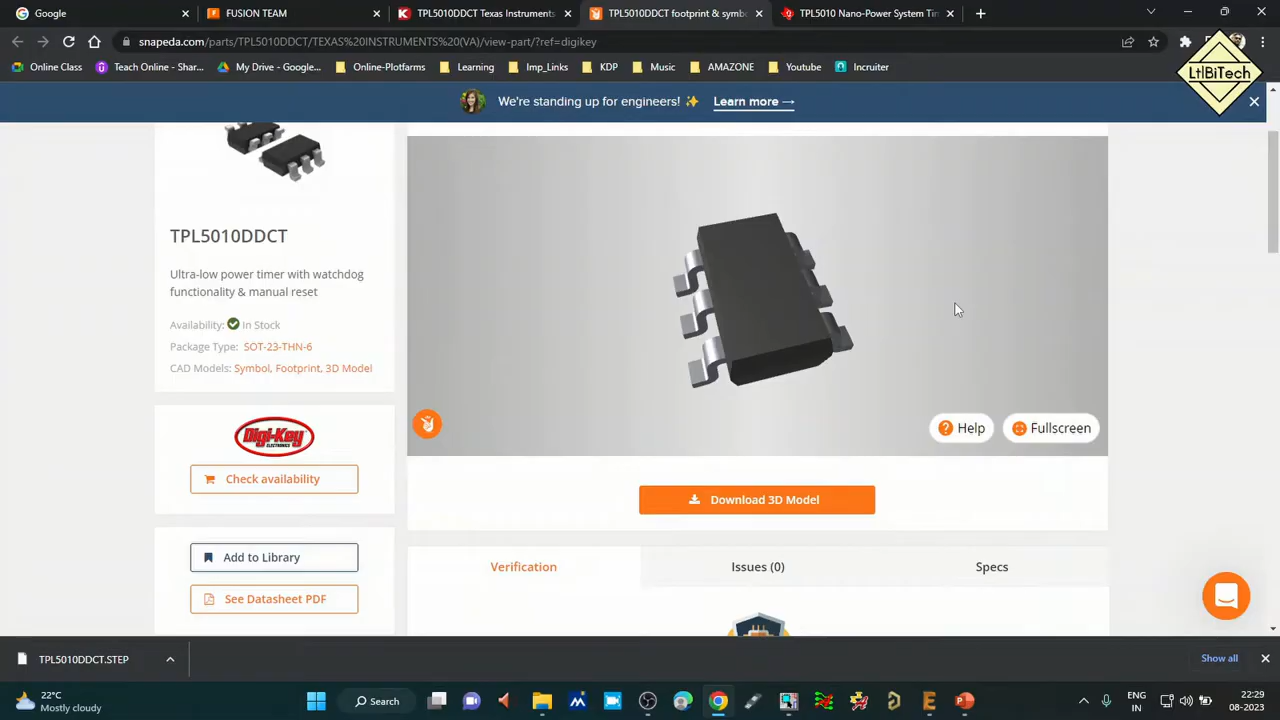 Google
FUSION TEAM
TPL5010DDCT Texas Instruments
TPL5010DDCT footprint & symbo
TPL5010 Nano-Power System Tim
snapeda.com/parts/TPL5010DDCT/TEXAS%20INSTRUMENTS%20(VA)/view-part/?ref=digikey
Online Class
Teach Online - Shar...
My Drive - Google...
Online-Platfarms
Learning
Imp_Links
KDP
Music
AMAZONE
Youtube
Incruiter
LtlBiTech
We're standing up for engineers! ✨ Learn more →
TPL5010DDCT
Ultra-low power timer with watchdog
functionality & manual reset
Availability: In Stock
Package Type: SOT-23-THN-6
CAD Models: Symbol, Footprint, 3D Model
Help
Fullscreen
Digi-Key
ELECTRONICS
Check availability
Download 3D Model
Add to Library
See Datasheet PDF
Verification
Issues (0)
Specs
TPL5010DDCT.STEP
Show all
22°C
Mostly cloudy
Search
ENG
IN
22:29
08-2023